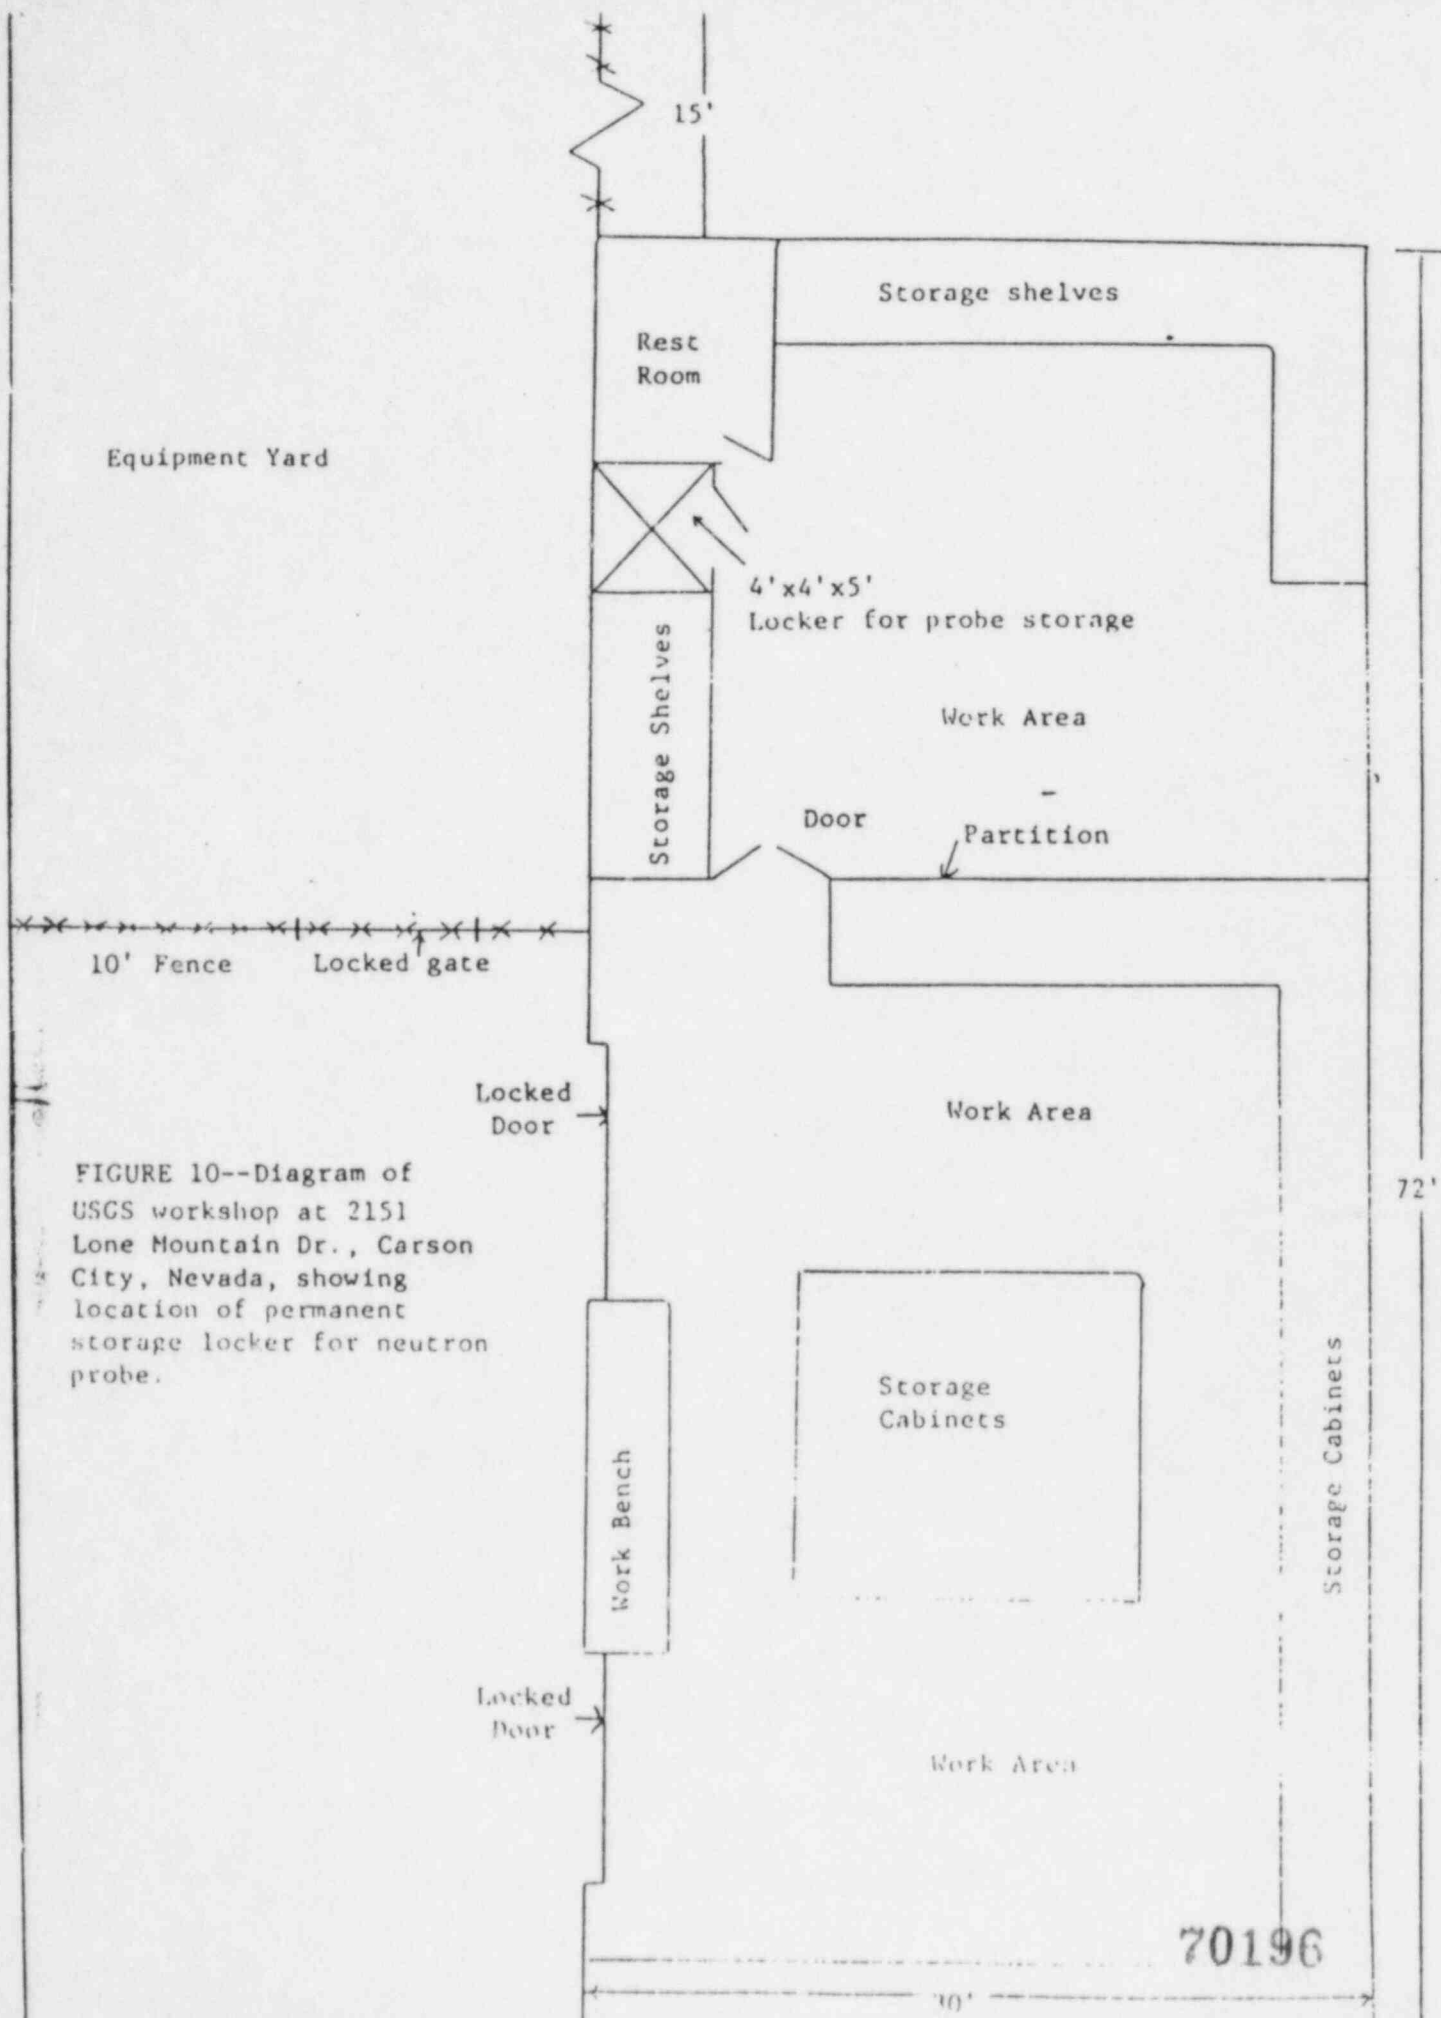 15'
Storage shelves
Rest
Room
Equipment Yard
4'x4'x5'
Locker for probe storage
Storage Shelves
Work Area
Door
Partition
10' Fence
Locked gate
Locked
Door
Work Area
FIGURE 10--Diagram of
USGS workshop at 2151
Lone Mountain Dr., Carson
City, Nevada, showing
location of permanent
storage locker for neutron
probe.
72'
Storage
Cabinets
Storage Cabinets
Work Bench
Locked
Door
Work Area
70196
30'